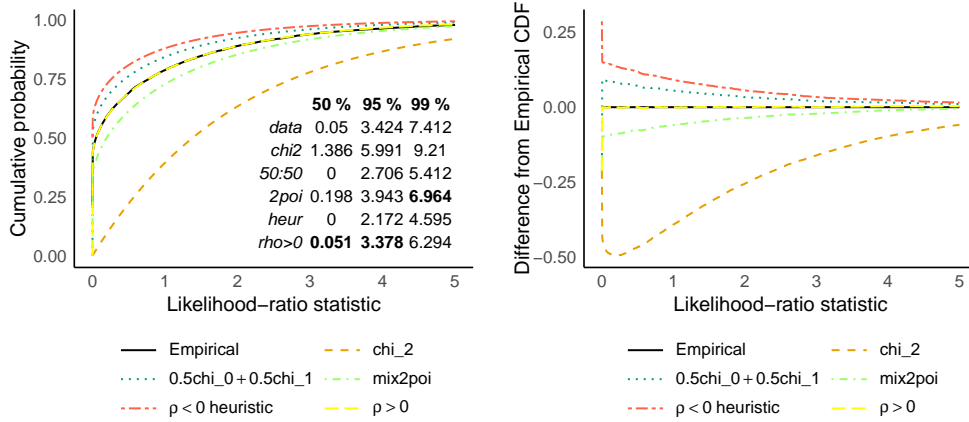 Cumulative probability
1.00
0.75
0.50
0.25
0.00
50 % 95 % 99 %
data 0.05 3.424 7.412
chi2 1.386 5.991 9.21
50:50 0 2.706 5.412
2poi 0.198 3.943 6.964
heur 0 2.172 4.595
rho>0 0.051 3.378 6.294
0 1 2 3 4 5
Likelihood−ratio statistic
Empirical chi_2
0.5chi_0 + 0.5chi_1 mix2poi
ρ < 0 heuristic ρ > 0
Difference from Empirical CDF
0.00
−0.25
−0.50
0 1 2 3 4 5
Likelihood−ratio statistic
Empirical chi_2
0.5chi_0 + 0.5chi_1 mix2poi
ρ < 0 heuristic ρ > 0